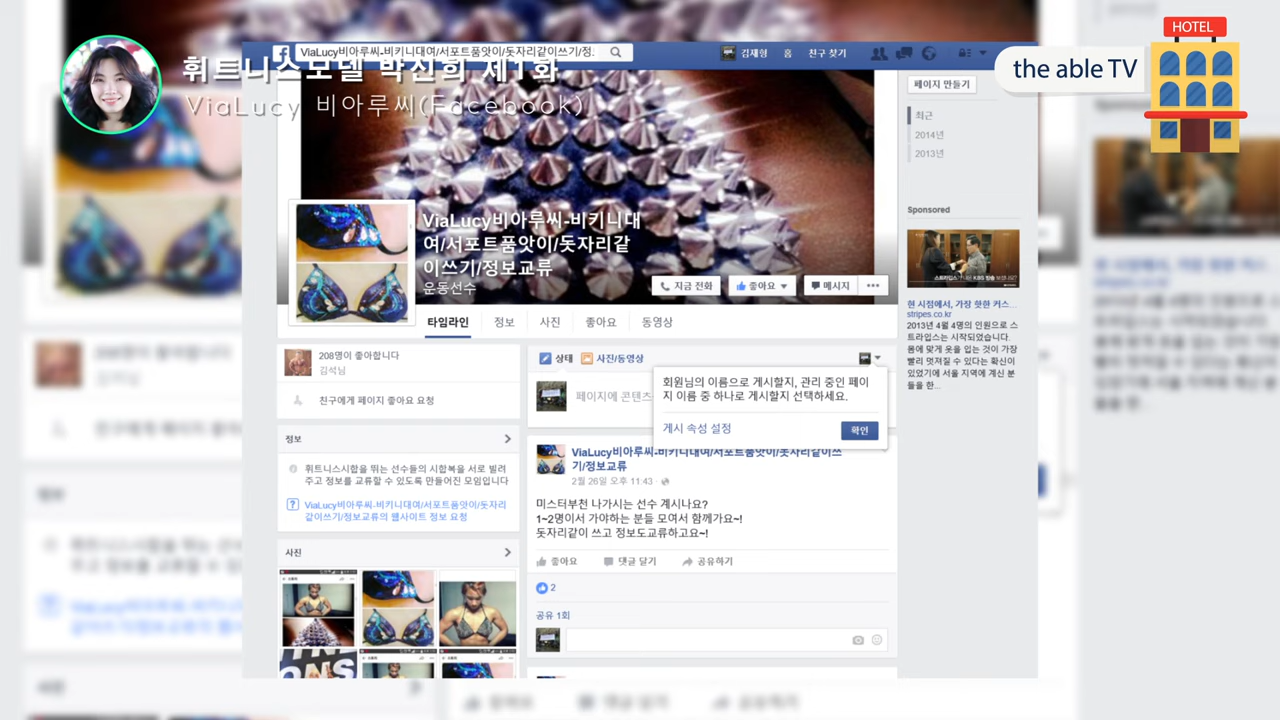 HOTEL
the able TV
휘트니스모델 박신희 제1화
ViaLucy 비아루씨(Facebook)
ViaLucy비아루씨-비키니대여/서포트품앗이/돗자리같이쓰기/정.
김재형
홈
친구 찾기
페이지 만들기
최근
2014년
2013년
ViaLucy비아루씨-비키니대
여/서포트품앗이/돗자리같
이쓰기/정보교류
운동선수
지금 전화
좋아요
메시지
타임라인
정보
사진
좋아요
동영상
Sponsored
현 시점에서, 가장 핫한 커스...
stripes.co.kr
2013년 4월 4명의 인원으로 스
트라입스는 시작되었습니다.
몸에 맞게 옷을 입는 것이 가장
빨리 멋져질 수 있다는 확신이
있었기에 서울 지역에 계신 분
들을 한...
208명이 좋아합니다
김석님
친구에게 페이지 좋아요 요청
정보
휘트니스시합을 뛰는 선수들의 시합복을 서로 빌려
주고 정보를 교류할 수 있도록 만들어진 모임입니다
ViaLucy비아루씨-비키니대여/서포트품앗이/돗자리
같이쓰기/정보교류의 웹사이트 정보 요청
사진
상태
사진/동영상
페이지에 콘텐츠
회원님의 이름으로 게시할지, 관리 중인 페이
지 이름 중 하나로 게시할지 선택하세요.
게시 속성 설정
확인
ViaLucy비아루씨-비키니대여/서포트품앗이/돗자리같이쓰
기/정보교류
2월 26일 오후 11:43
미스터부천 나가시는 선수 계시나요?
1~2명이서 가야하는 분들 모여서 함께가요~!
돗자리같이 쓰고 정보도교류하고요~!
좋아요
댓글 달기
공유하기
2
공유 1회